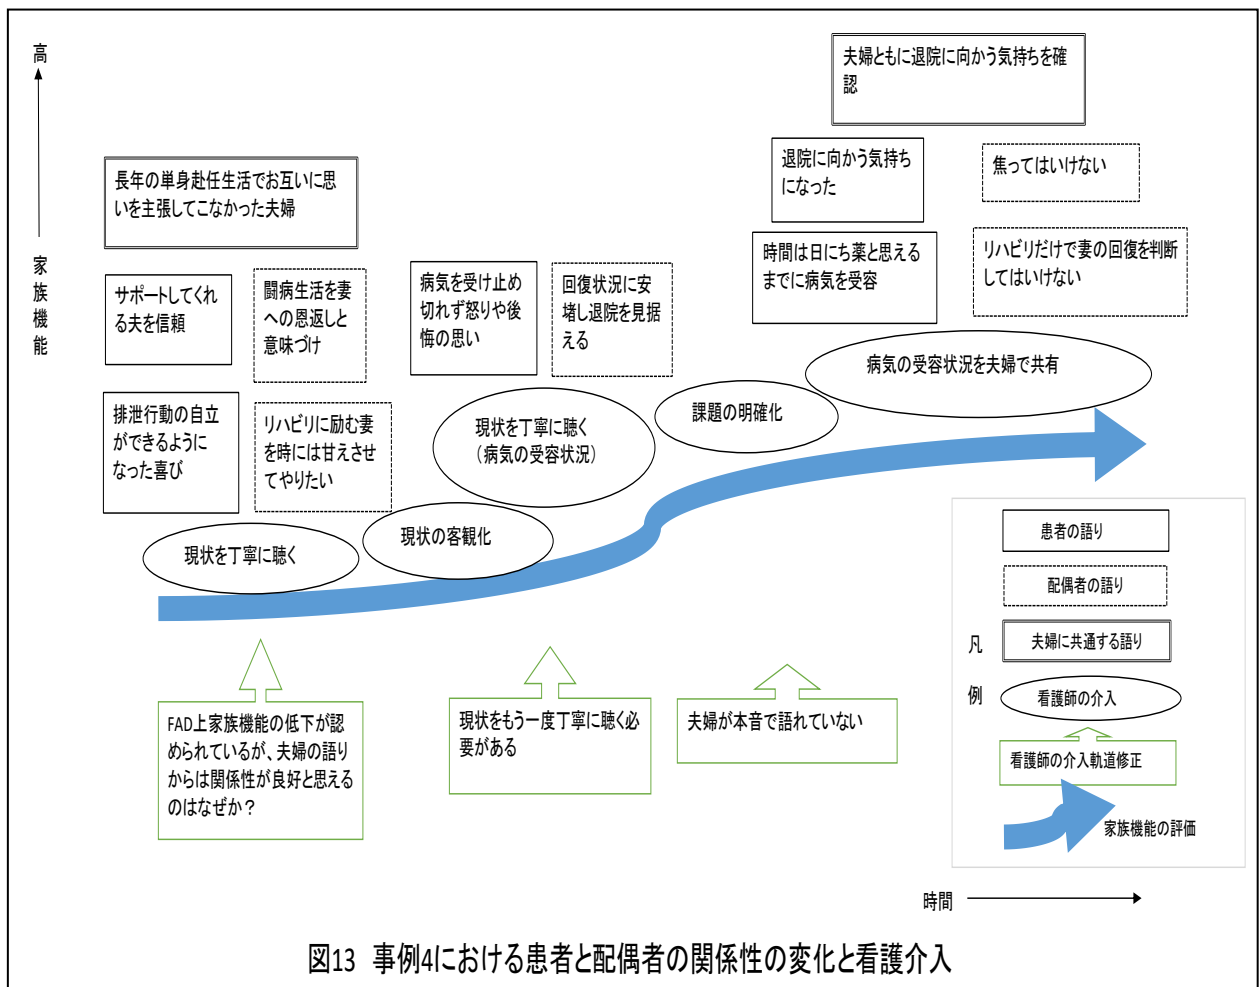 高
家
族
機
能
夫婦ともに退院に向かう気持ちを確
認
長年の単身赴任生活でお互いに思
いを主張してこなかった夫婦
退院に向かう気持ち
になった
焦ってはいけない
サポートしてくれ
る夫を信頼
闘病生活を妻
への恩返しと
意味づけ
病気を受け止め
切れず怒りや後
悔の思い
回復状況に安
堵し退院を見据
える
時間は日にち薬と思える
までに病気を受容
リハビリだけで妻の回復を判断
してはいけない
排泄行動の自立
ができるように
なった喜び
リハビリに励む妻
を時には甘えさせ
てやりたい
現状を丁寧に聴く
現状の客観化
現状を丁寧に聴く
（病気の受容状況）
課題の明確化
病気の受容状況を夫婦で共有
FAD上家族機能の低下が認
められているが、夫婦の語り
からは関係性が良好と思える
のはなぜか？
現状をもう一度丁寧に聴く必
要がある
夫婦が本音で語れていない
凡
例
患者の語り
配偶者の語り
夫婦に共通する語り
看護師の介入
看護師の介入軌道修正
家族機能の評価
時間
図13 事例4における患者と配偶者の関係性の変化と看護介入